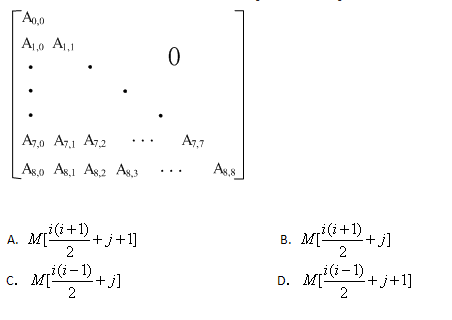 A₀,₀
A₁,₀ A₁,₁ 0
A₇,₀ A₇,₁ A₇,₂ ··· A₇,₇
A₈,₀ A₈,₁ A₈,₂ A₈,₃ ··· A₈,₈
A. M[i(i+1)/2+j+1] B. M[i(i+1)/2+j]
C. M[i(i−1)/2+j] D. M[i(i−1)/2+j+1]